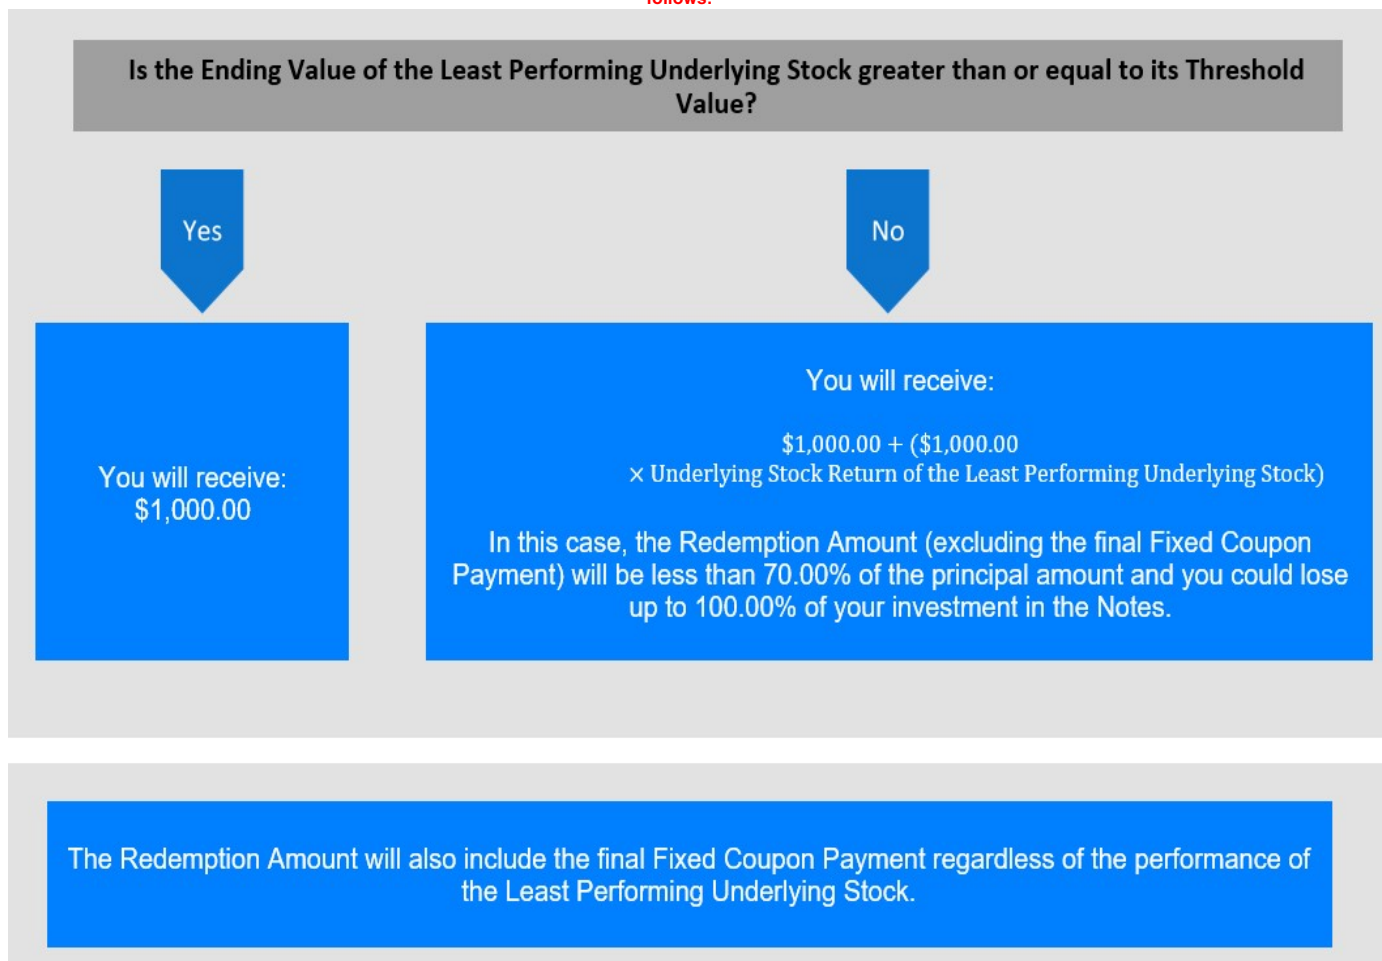 follows:
Is the Ending Value of the Least Performing Underlying Stock greater than or equal to its Threshold
Value?
Yes
No
You will receive:
$1,000.00
You will receive:
$1,000.00 + ($1,000.00
× Underlying Stock Return of the Least Performing Underlying Stock)
In this case, the Redemption Amount (excluding the final Fixed Coupon
Payment) will be less than 70.00% of the principal amount and you could lose
up to 100.00% of your investment in the Notes.
The Redemption Amount will also include the final Fixed Coupon Payment regardless of the performance of
the Least Performing Underlying Stock.